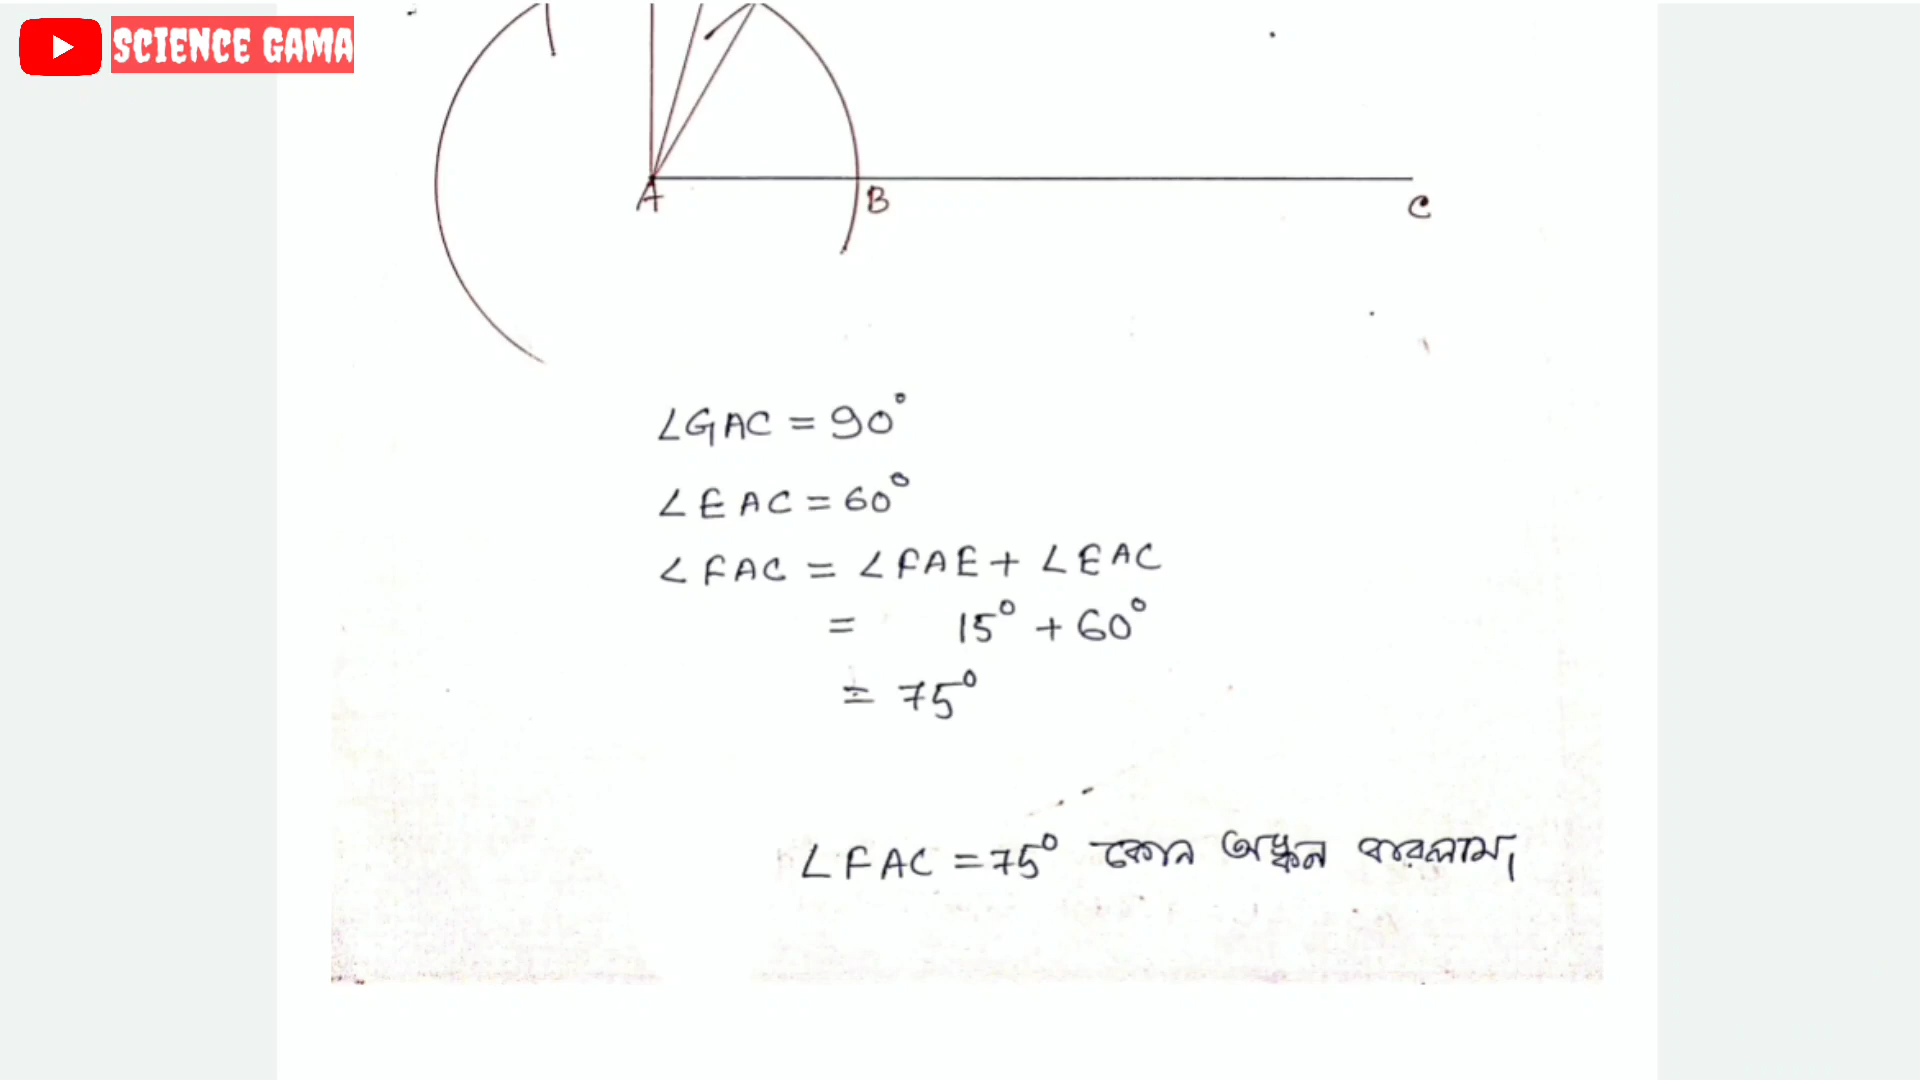 SCIENCE GAMA
A B C
∠GAC = 90°
∠EAC = 60°
∠FAC = ∠FAE + ∠EAC
= 15° + 60°
= 75°
∠FAC = 75° কোন অঙ্কন করলাম।